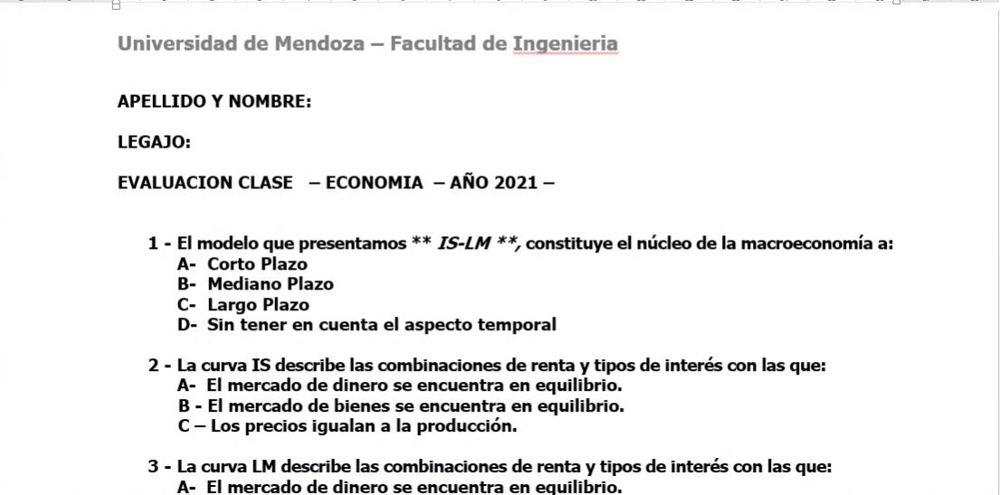 Universidad de Mendoza – Facultad de Ingenieria
APELLIDO Y NOMBRE:
LEGAJO:
EVALUACION CLASE – ECONOMIA – AÑO 2021 –
1 - El modelo que presentamos ** IS-LM **, constituye el núcleo de la macroeconomía a:
A- Corto Plazo
B- Mediano Plazo
C- Largo Plazo
D- Sin tener en cuenta el aspecto temporal
2 - La curva IS describe las combinaciones de renta y tipos de interés con las que:
A- El mercado de dinero se encuentra en equilibrio.
B - El mercado de bienes se encuentra en equilibrio.
C – Los precios igualan a la producción.
3 - La curva LM describe las combinaciones de renta y tipos de interés con las que:
A- El mercado de dinero se encuentra en equilibrio.